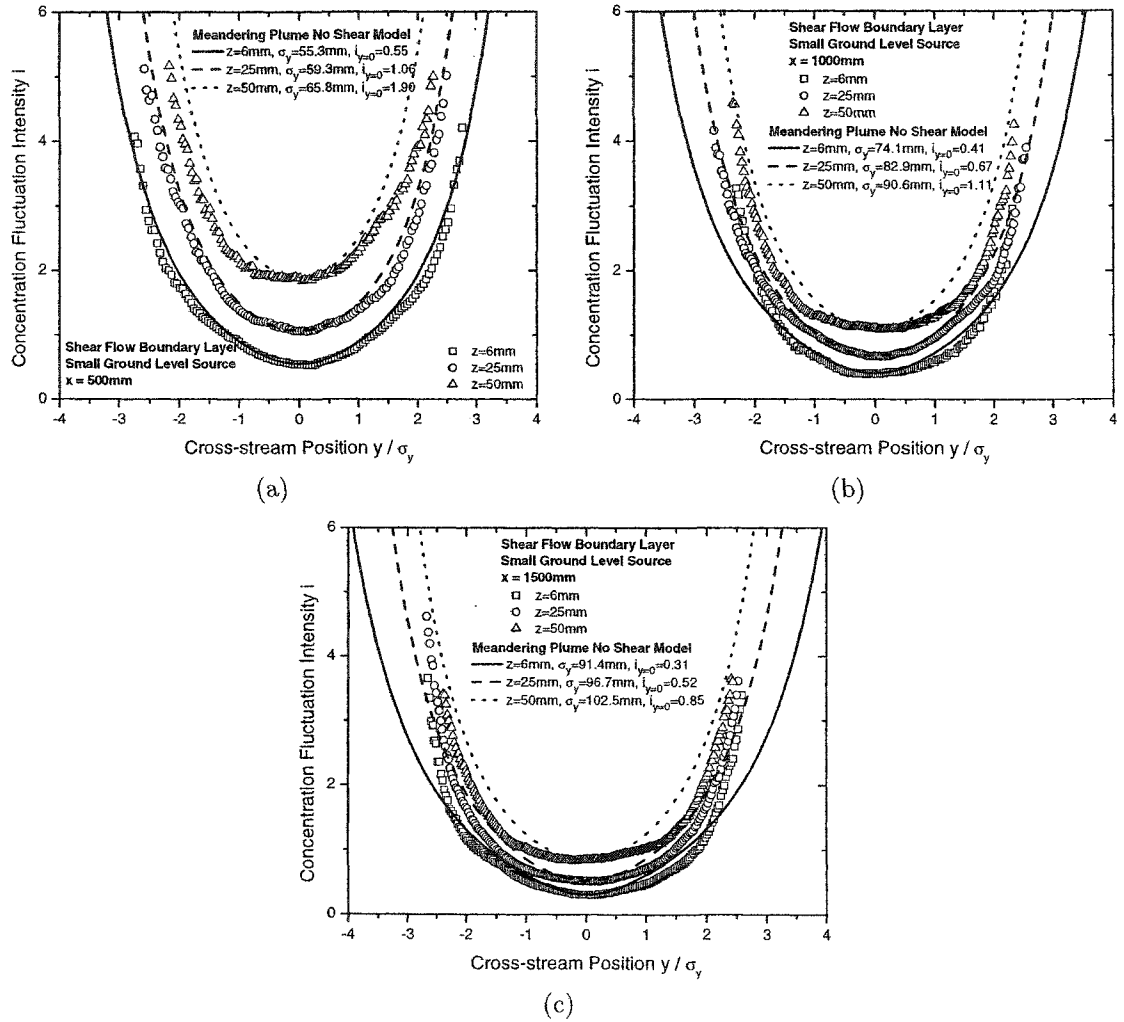 6
4
2
0
Concentration Fluctuation Intensity i
Meandering Plume No Shear Model
z=6mm, σy=55.3mm, iy=0=0.55
z=25mm, σy=59.3mm, iy=0=1.06
z=50mm, σy=65.8mm, iy=0=1.90
Shear Flow Boundary Layer
Small Ground Level Source
x = 500mm
z=6mm
z=25mm
z=50mm
-4 -3 -2 -1 0 1 2 3 4
Cross-stream Position y / σy
(a)
6
4
2
0
Concentration Fluctuation Intensity i
Shear Flow Boundary Layer
Small Ground Level Source
x = 1000mm
z=6mm
z=25mm
z=50mm
Meandering Plume No Shear Model
z=6mm, σy=74.1mm, iy=0=0.41
z=25mm, σy=82.9mm, iy=0=0.67
z=50mm, σy=90.6mm, iy=0=1.11
-4 -3 -2 -1 0 1 2 3 4
Cross-stream Position y / σy
(b)
6
4
2
0
Concentration Fluctuation Intensity i
Shear Flow Boundary Layer
Small Ground Level Source
x = 1500mm
z=6mm
z=25mm
z=50mm
Meandering Plume No Shear Model
z=6mm, σy=91.4mm, iy=0=0.31
z=25mm, σy=96.7mm, iy=0=0.52
z=50mm, σy=102.5mm, iy=0=0.85
-4 -3 -2 -1 0 1 2 3 4
Cross-stream Position y / σy
(c)